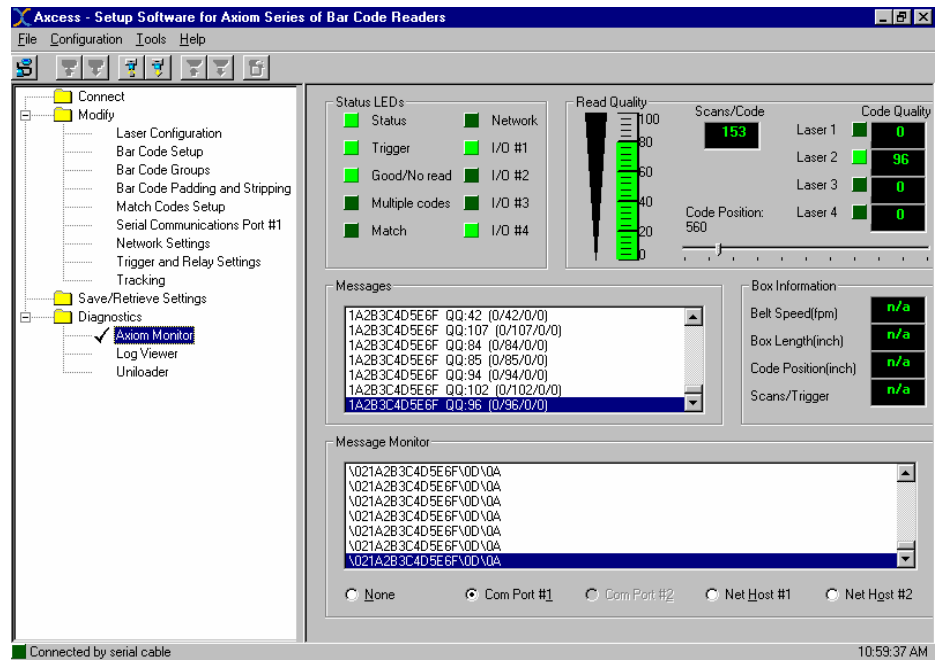 Axcess - Setup Software for Axiom Series of Bar Code Readers
File Configuration Tools Help
Connect
Modify
Laser Configuration
Bar Code Setup
Bar Code Groups
Bar Code Padding and Stripping
Match Codes Setup
Serial Communications Port #1
Network Settings
Trigger and Relay Settings
Tracking
Save/Retrieve Settings
Diagnostics
Axiom Monitor
Log Viewer
Uniloader
Status LEDs
Status Network
Trigger I/O #1
Good/No read I/O #2
Multiple codes I/O #3
Match I/O #4
Read Quality
100
80
60
40
20
0
Scans/Code
153
Code Position:
560
Code Quality
Laser 1 0
Laser 2 96
Laser 3 0
Laser 4 0
Messages
1A2B3C4D5E6F QQ:42 (0/42/0/0)
1A2B3C4D5E6F QQ:107 (0/107/0/0)
1A2B3C4D5E6F QQ:84 (0/84/0/0)
1A2B3C4D5E6F QQ:85 (0/85/0/0)
1A2B3C4D5E6F QQ:94 (0/94/0/0)
1A2B3C4D5E6F QQ:102 (0/102/0/0)
1A2B3C4D5E6F QQ:96 (0/96/0/0)
Box Information
Belt Speed(fpm) n/a
Box Length(inch) n/a
Code Position(inch) n/a
Scans/Trigger n/a
Message Monitor
\021A2B3C4D5E6F\0D\0A
\021A2B3C4D5E6F\0D\0A
\021A2B3C4D5E6F\0D\0A
\021A2B3C4D5E6F\0D\0A
\021A2B3C4D5E6F\0D\0A
\021A2B3C4D5E6F\0D\0A
\021A2B3C4D5E6F\0D\0A
None Com Port #1 Com Port #2 Net Host #1 Net Host #2
Connected by serial cable 10:59:37 AM